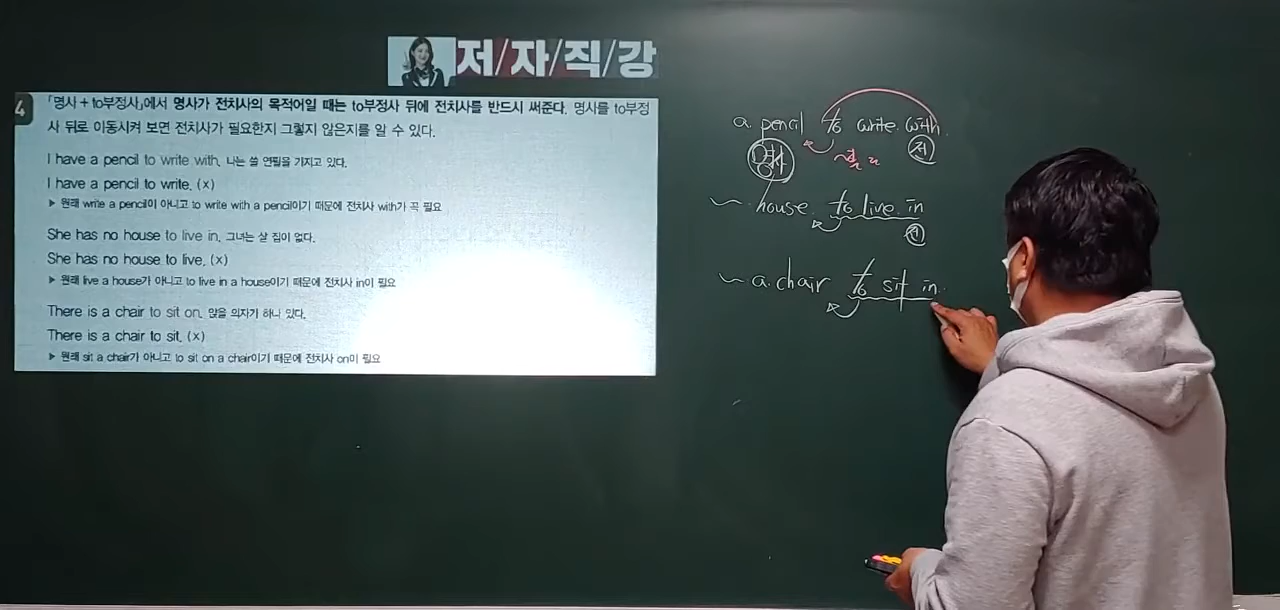 저/자/직/강
4 「명사 + to부정사」에서 명사가 전치사의 목적어일 때는 to부정사 뒤에 전치사를 반드시 써준다. 명사를 to부정
사 뒤로 이동시켜 보면 전치사가 필요한지 그렇지 않은지를 알 수 있다.
I have a pencil to write with. 나는 쓸 연필을 가지고 있다.
I have a pencil to write. (x)
▶ 원래 write a pencil이 아니고 to write with a pencil이기 때문에 전치사 with가 꼭 필요
She has no house to live in. 그녀는 살 집이 없다.
She has no house to live. (x)
▶ 원래 live a house가 아니고 to live in a house이기 때문에 전치사 in이 필요
There is a chair to sit on. 앉을 의자가 하나 있다.
There is a chair to sit. (x)
▶ 원래 sit a chair가 아니고 to sit on a chair이기 때문에 전치사 on이 필요
a pencil to write with.
명사 전
~ house to live in
전
~ a chair to sit in.